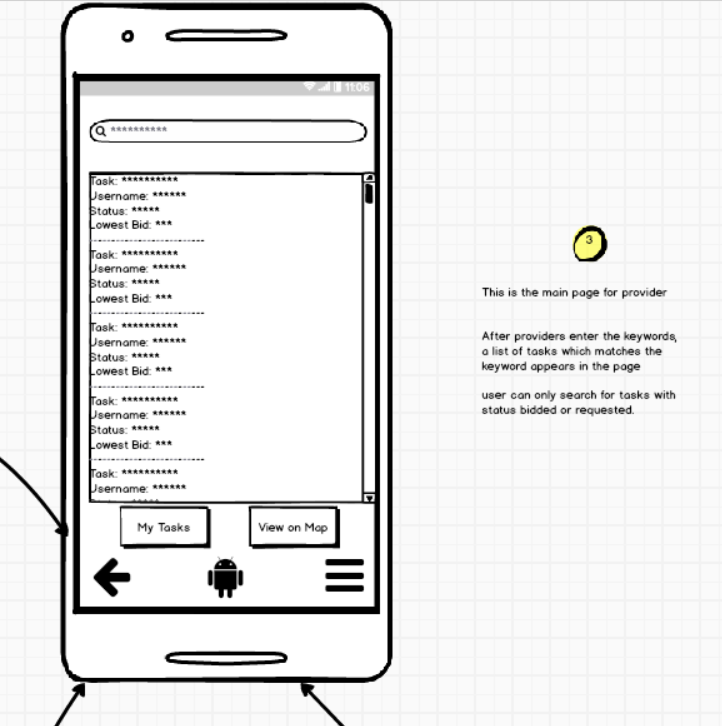 11:06
**********
Task: **********
Username: ******
Status: *****
Lowest Bid: ***
------------------------
Task: **********
Username: ******
Status: *****
Lowest Bid: ***
------------------------
Task: **********
Username: ******
Status: *****
Lowest Bid: ***
------------------------
Task: **********
Username: ******
Status: *****
Lowest Bid: ***
------------------------
Task: **********
Username: ******
My Tasks
View on Map
3
This is the main page for provider
After providers enter the keywords,
a list of tasks which matches the
keyword appears in the page
user can only search for tasks with
status bidded or requested.